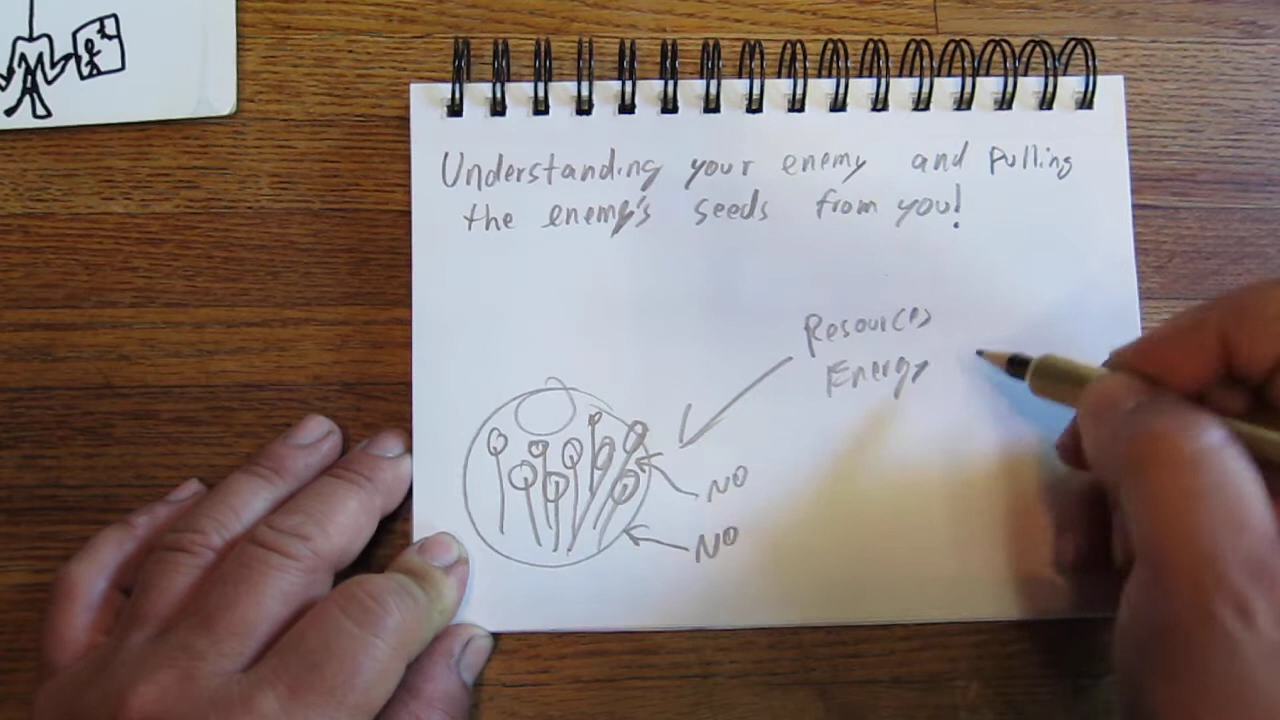 Understanding your enemy and Pulling
the enemy's seeds from you!
Resources
Energy
NO
NO